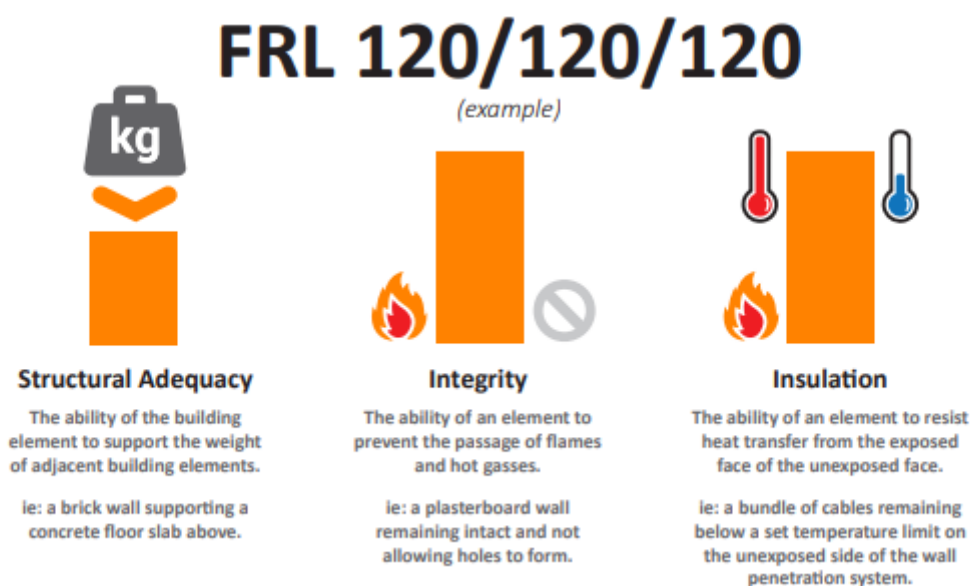 FRL 120/120/120
(example)
kg
Structural Adequacy
The ability of the building
element to support the weight
of adjacent building elements.
ie: a brick wall supporting a
concrete floor slab above.
Integrity
The ability of an element to
prevent the passage of flames
and hot gasses.
ie: a plasterboard wall
remaining intact and not
allowing holes to form.
Insulation
The ability of an element to resist
heat transfer from the exposed
face of the unexposed face.
ie: a bundle of cables remaining
below a set temperature limit on
the unexposed side of the wall
penetration system.